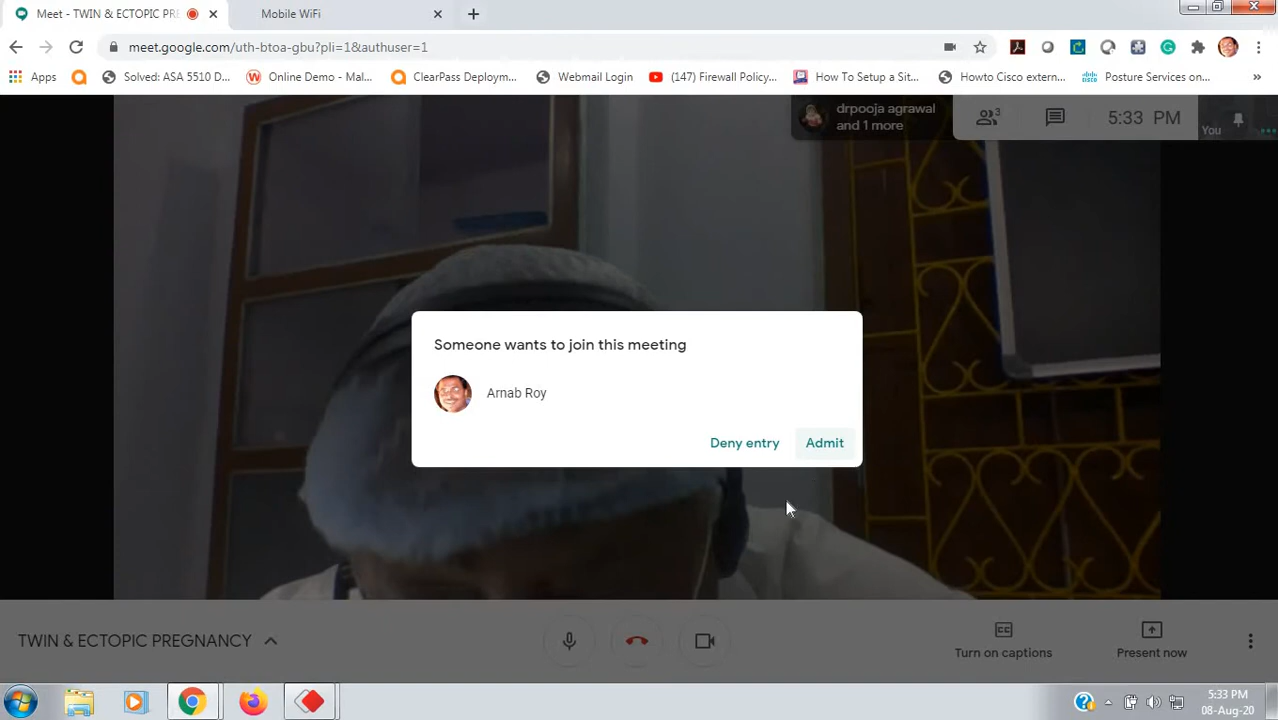 Meet - TWIN & ECTOPIC PRE
Mobile WiFi
meet.google.com/uth-btoa-gbu?pli=1&authuser=1
Apps
Solved: ASA 5510 D...
Online Demo - Mal...
ClearPass Deploym...
Webmail Login
(147) Firewall Policy...
How To Setup a Sit...
Howto Cisco extern...
Posture Services on...
drpooja agrawal
and 1 more
3
5:33 PM
You
Someone wants to join this meeting
Arnab Roy
Deny entry
Admit
TWIN & ECTOPIC PREGNANCY
CC
Turn on captions
Present now
5:33 PM
08-Aug-20